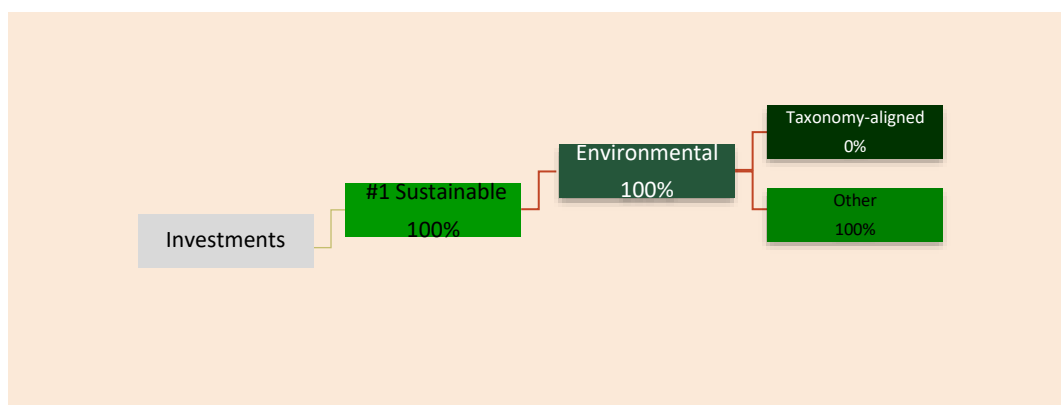 Investments
#1 Sustainable
100%
Environmental
100%
Taxonomy-aligned
0%
Other
100%